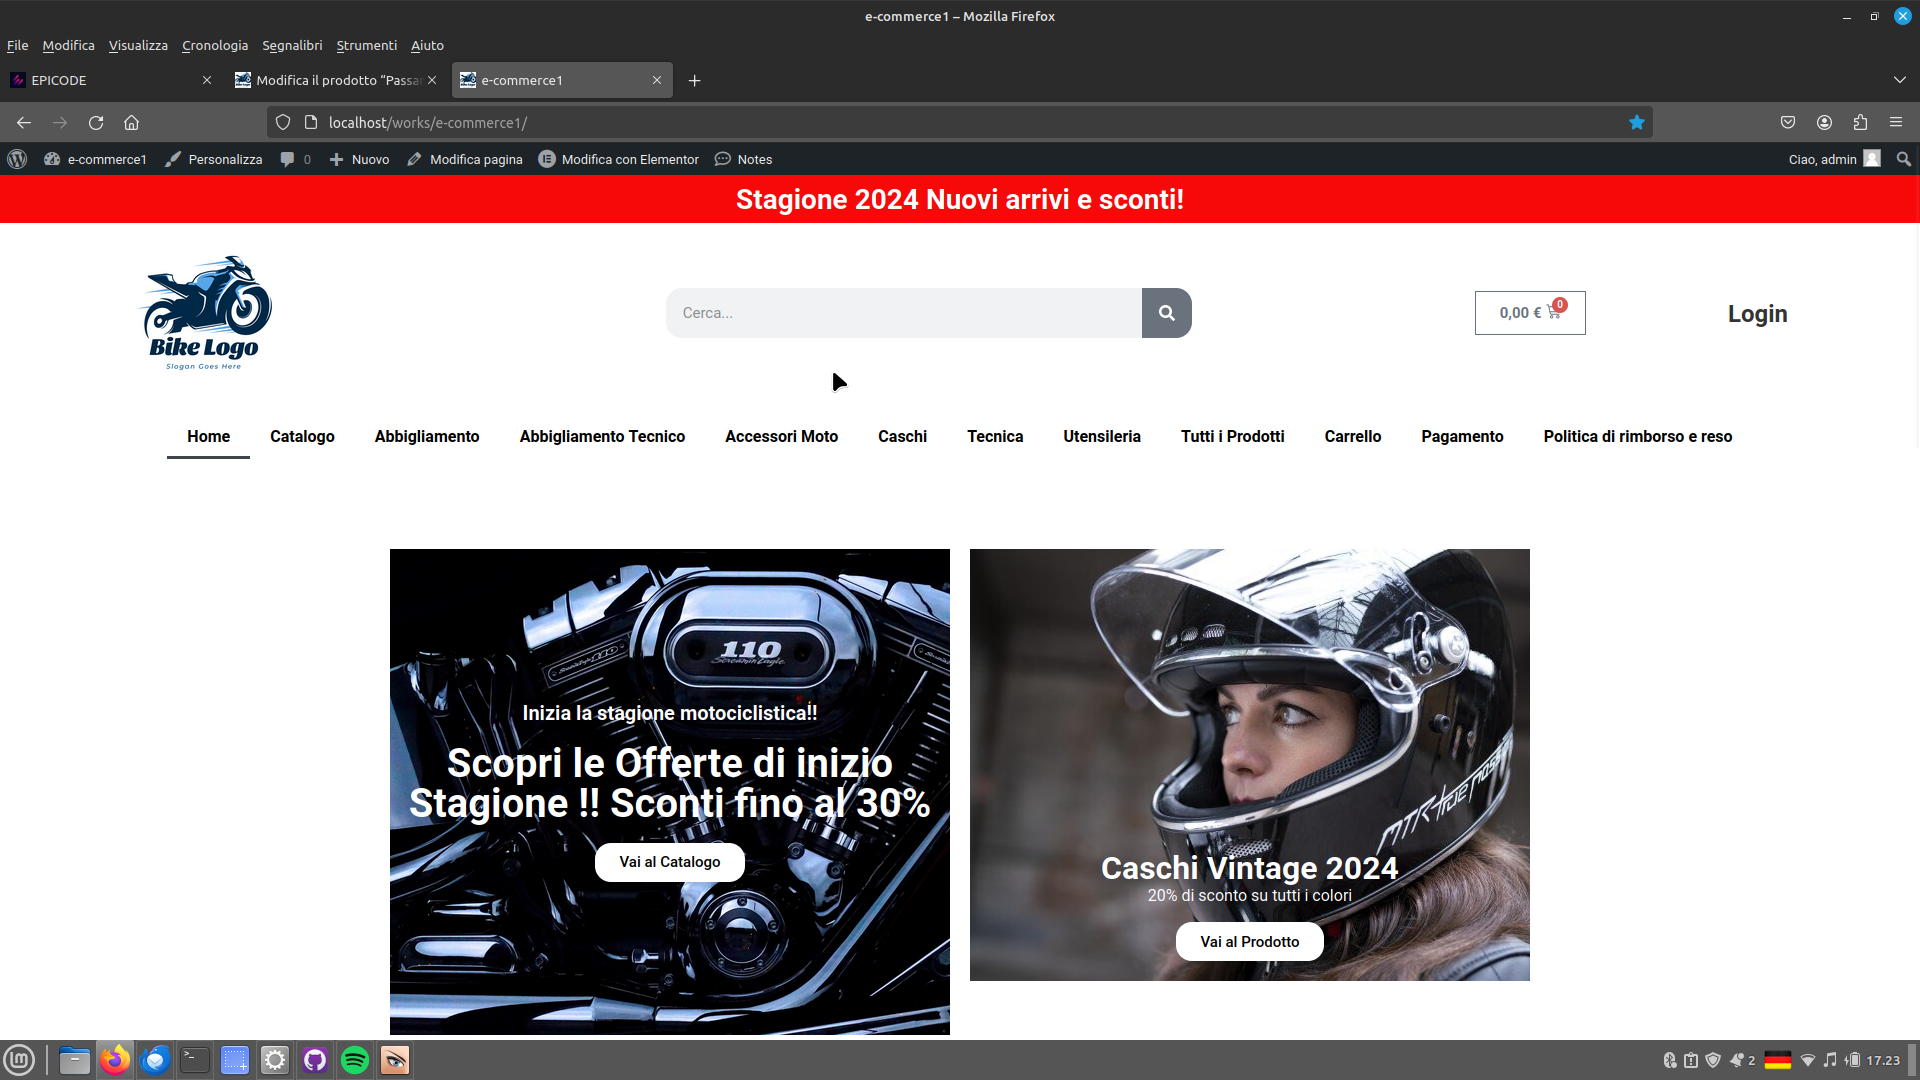 e-commerce1 – Mozilla Firefox
File Modifica Visualizza Cronologia Segnalibri Strumenti Aiuto
EPICODE
Modifica il prodotto “Passa
e-commerce1
localhost/works/e-commerce1/
e-commerce1 Personalizza 0 Nuovo Modifica pagina Modifica con Elementor Notes Ciao, admin
Stagione 2024 Nuovi arrivi e sconti!
Bike Logo
Slogan Goes Here
Cerca...
0,00 € 0
Login
Home Catalogo Abbigliamento Abbigliamento Tecnico Accessori Moto Caschi Tecnica Utensileria Tutti i Prodotti Carrello Pagamento Politica di rimborso e reso
110
Screamin Eagle
Inizia la stagione motociclistica!!
Scopri le Offerte di inizio
Stagione !! Sconti fino al 30%
Vai al Catalogo
Caschi Vintage 2024
20% di sconto su tutti i colori
Vai al Prodotto
2
17.23